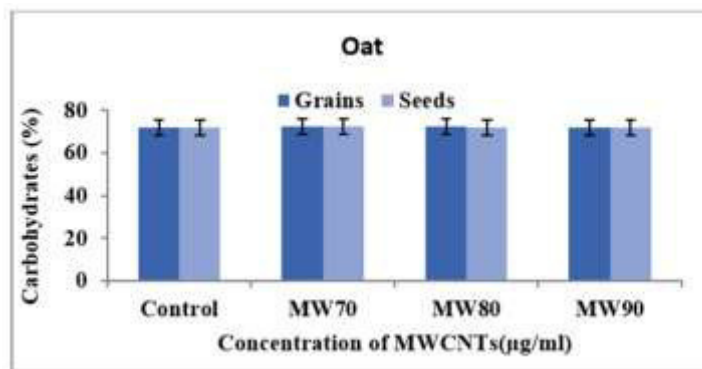 Oat
Grains Seeds
Carbohydrates (%)
80
60
40
20
0
Control MW70 MW80 MW90
Concentration of MWCNTs(µg/ml)